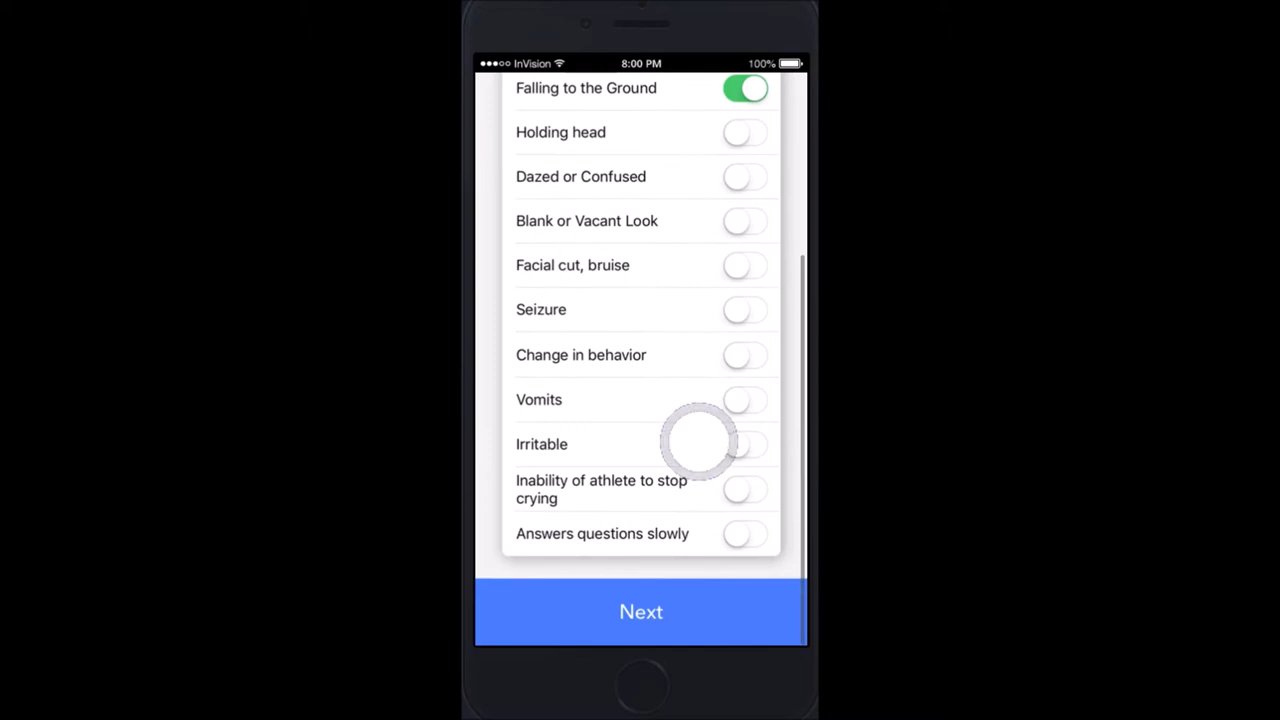 InVision 8:00 PM 100%
Falling to the Ground
Holding head
Dazed or Confused
Blank or Vacant Look
Facial cut, bruise
Seizure
Change in behavior
Vomits
Irritable
Inability of athlete to stop
crying
Answers questions slowly
Next